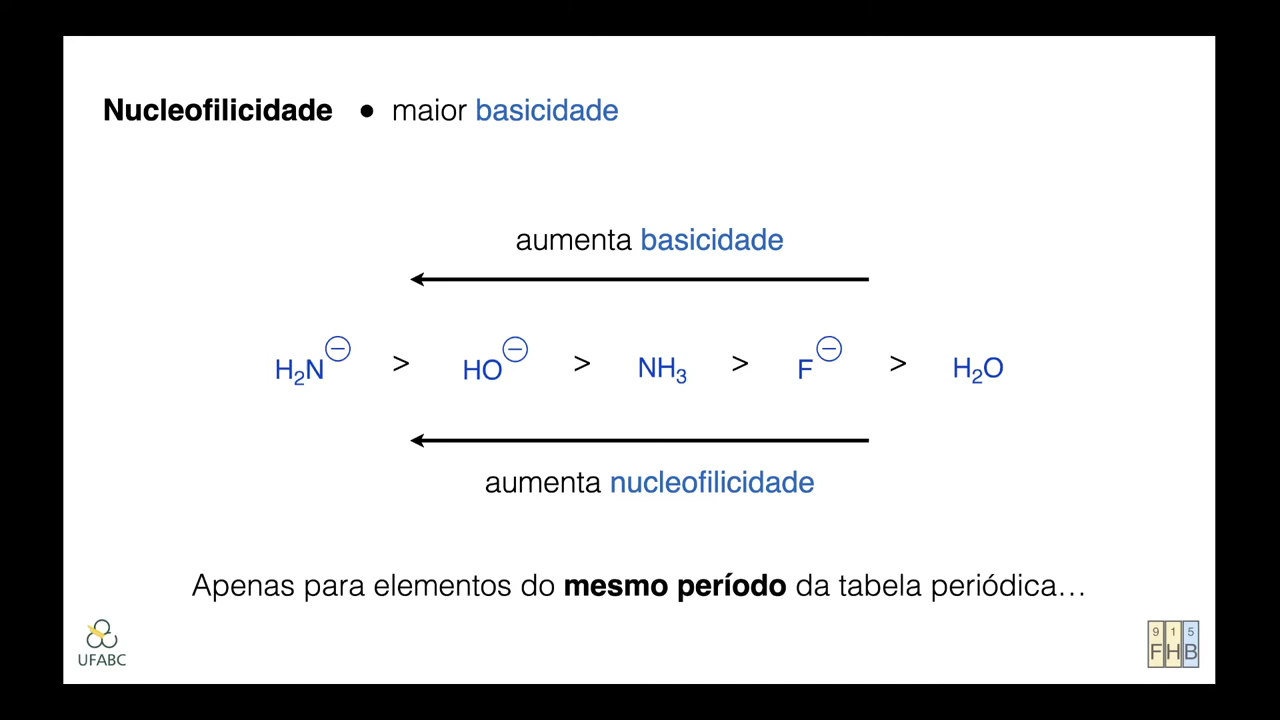 Nucleofilicidade • maior basicidade
aumenta basicidade
H₂N⊖ > HO⊖ > NH₃ > F⊖ > H₂O
aumenta nucleofilicidade
Apenas para elementos do mesmo período da tabela periódica…
UFABC
9 1 5
F H B